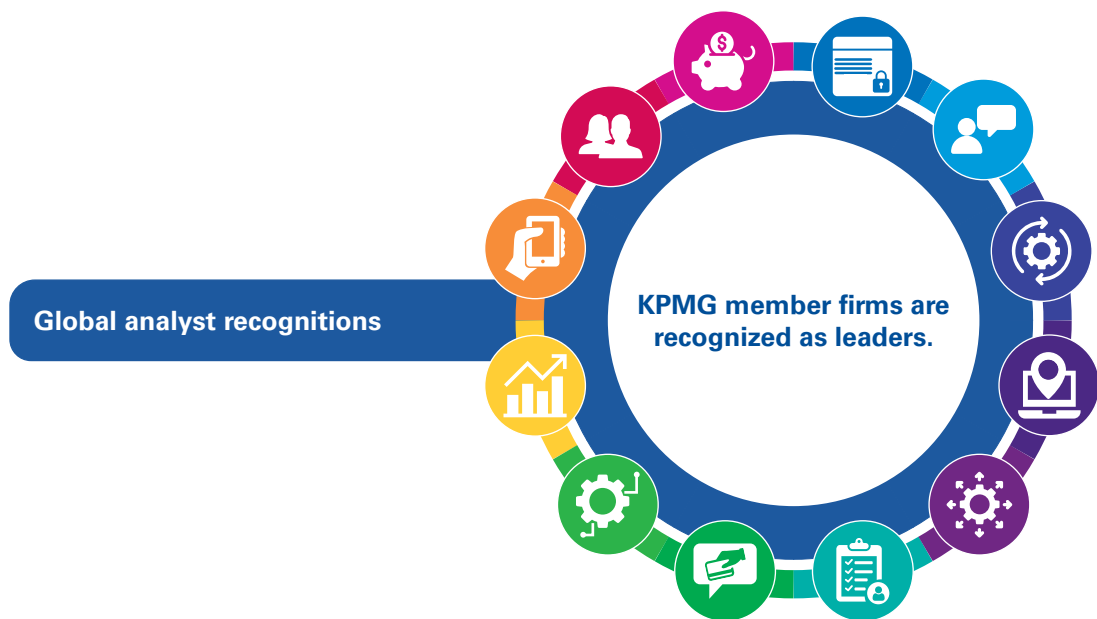 Global analyst recognitions
KPMG member firms are
recognized as leaders.
$